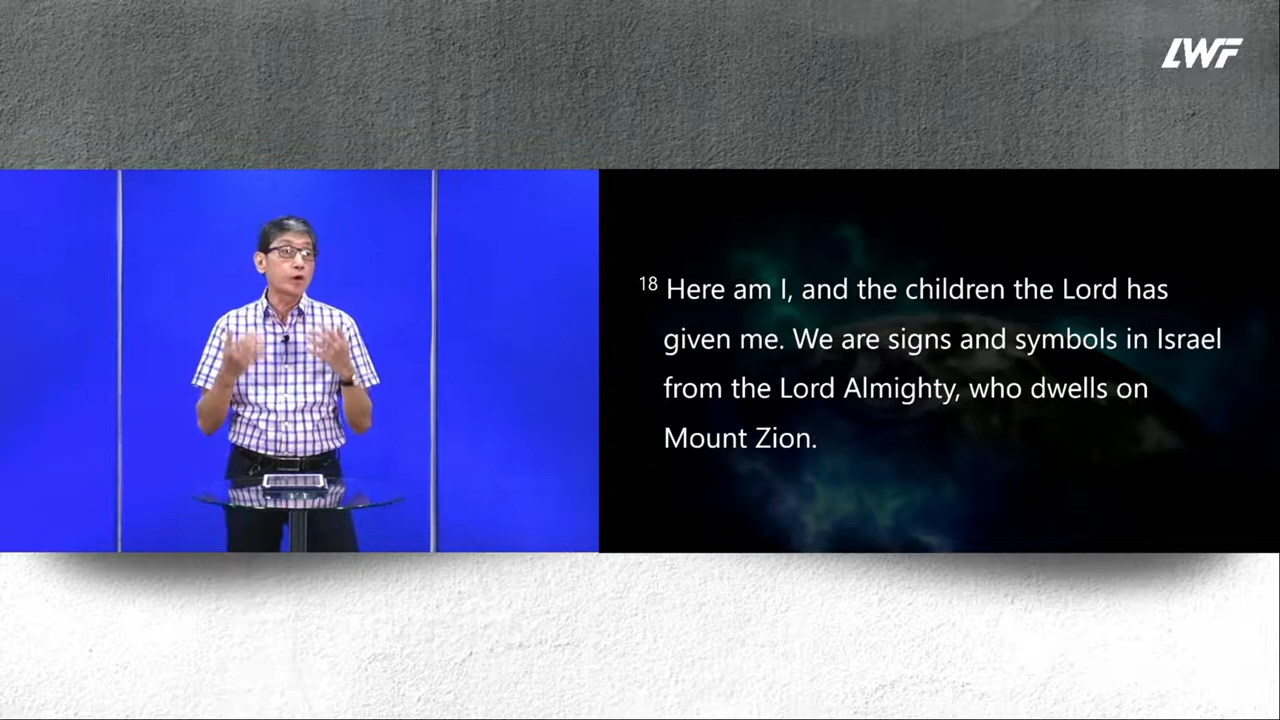 LWF
18 Here am I, and the children the Lord has
given me. We are signs and symbols in Israel
from the Lord Almighty, who dwells on
Mount Zion.